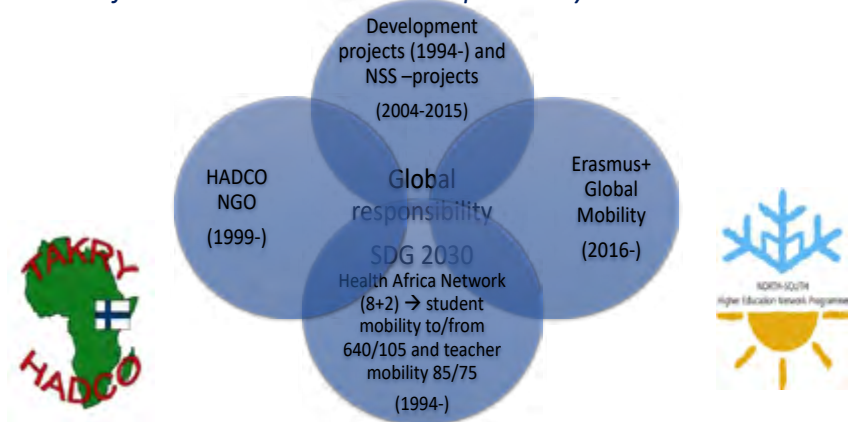 Development
projects (1994-) and
NSS –projects
(2004-2015)
HADCO
NGO
(1999-)
Global
responsibility
SDG 2030
Erasmus+
Global
Mobility
(2016-)
Health Africa Network
(8+2) → student
mobility to/from
640/105 and teacher
mobility 85/75
(1994-)
TAKRY
HADCO
NORTH-SOUTH
Higher Education Network Programme